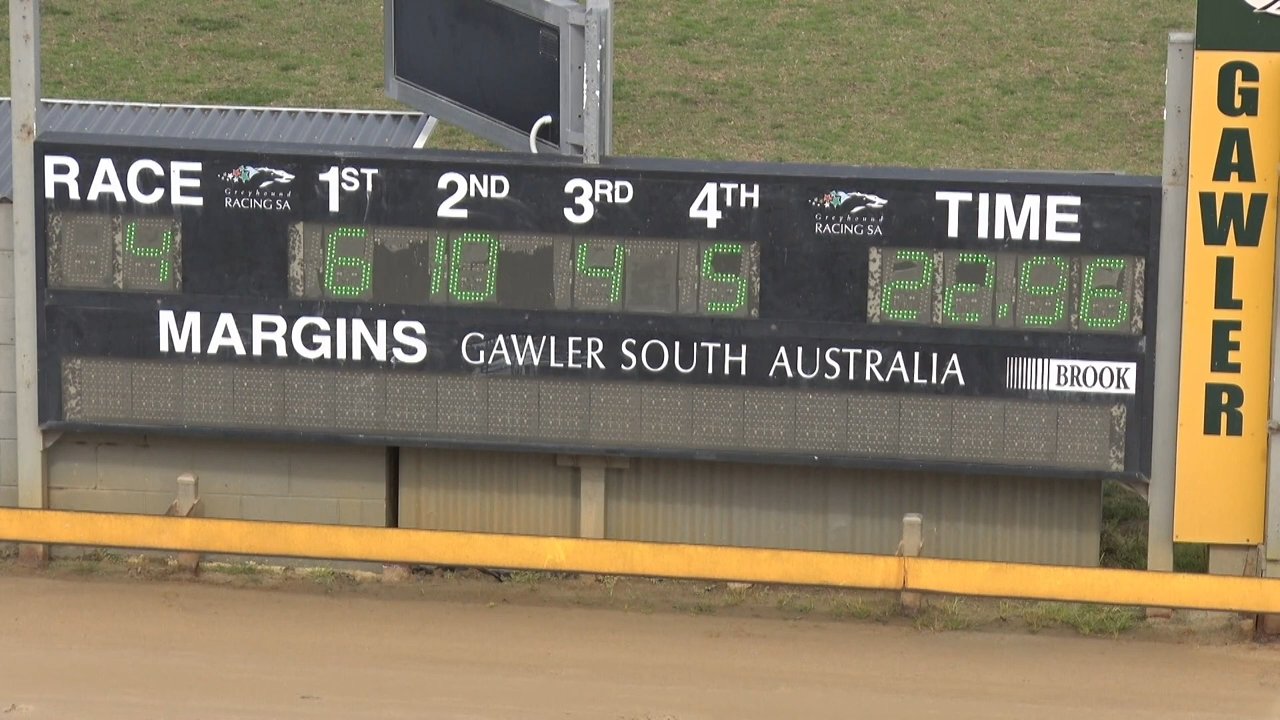 RACE Greyhound RACING SA 1ST 2ND 3RD 4TH Greyhound RACING SA TIME
4 6 10 4 5 22.96
MARGINS GAWLER SOUTH AUSTRALIA BROOK
GAWLER